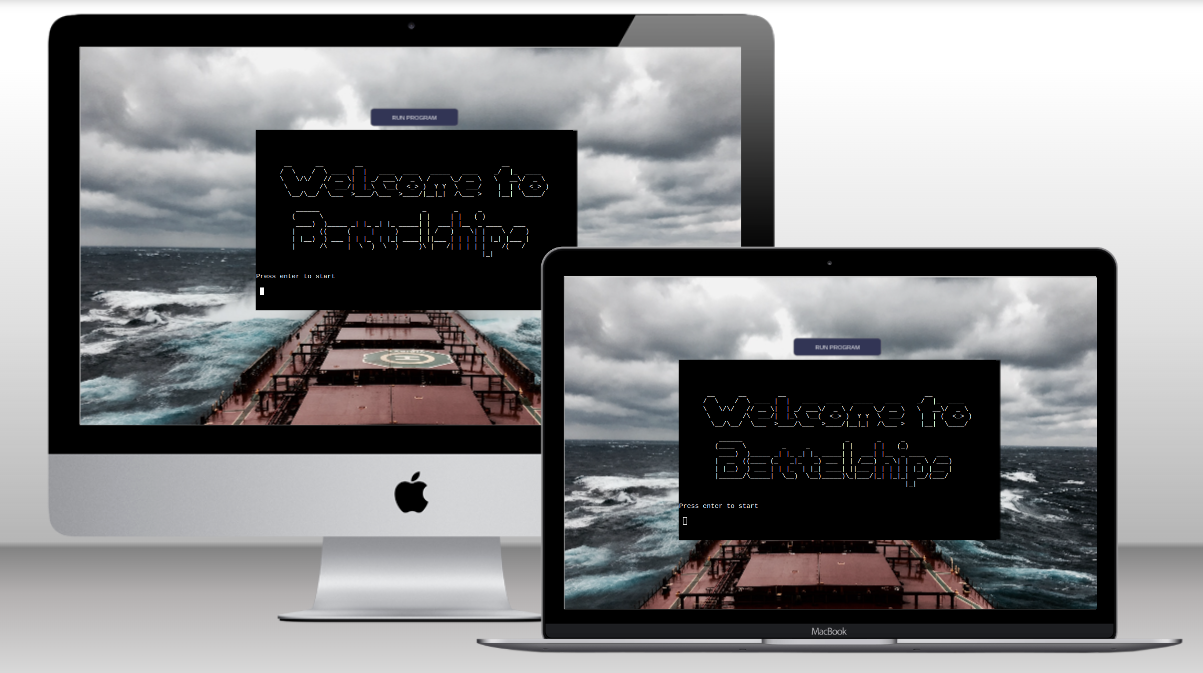 RUN PROGRAM
Welcome to
Battelships
Press enter to start
RUN PROGRAM
Welcome to
Battelships
Press enter to start
MacBook